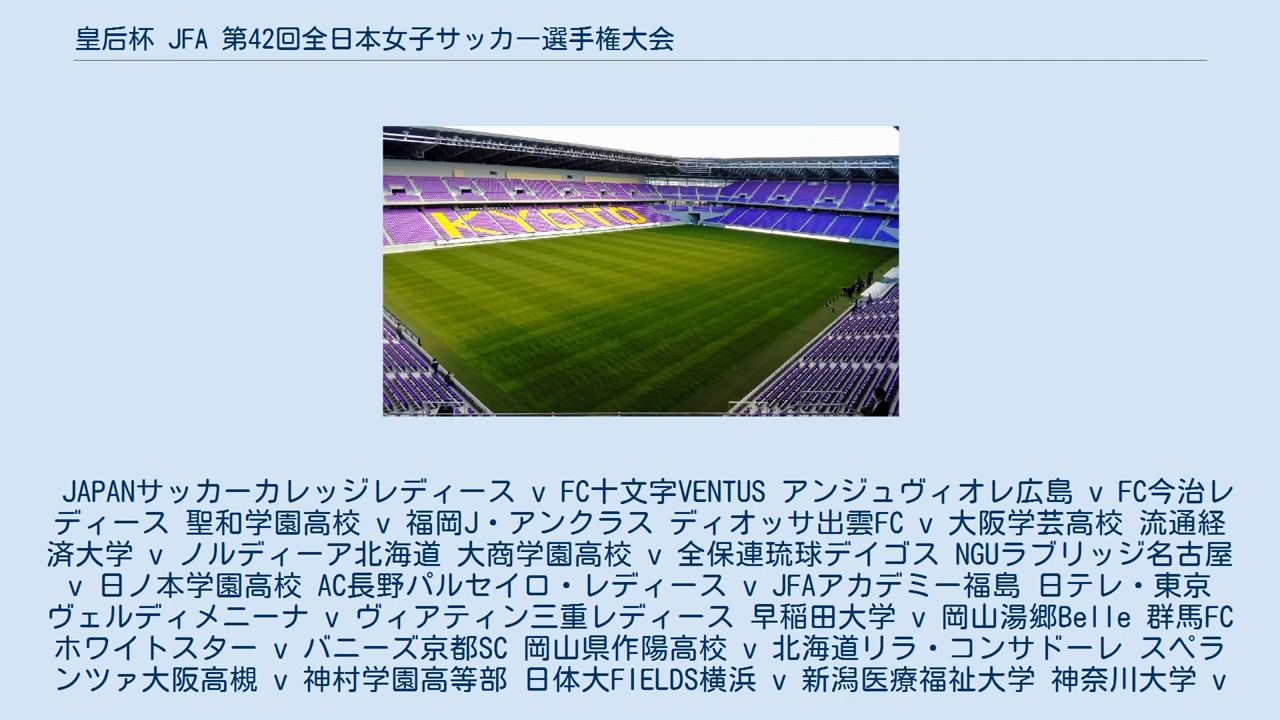 皇后杯 JFA 第42回全日本女子サッカー選手権大会
KYOTO
JAPANサッカーカレッジレディース v FC十文字VENTUS アンジュヴィオレ広島 v FC今治レ
ディース 聖和学園高校 v 福岡J・アンクラス ディオッサ出雲FC v 大阪学芸高校 流通経
済大学 v ノルディーア北海道 大商学園高校 v 全保連琉球デイゴス NGUラブリッジ名古屋
v 日ノ本学園高校 AC長野パルセイロ・レディース v JFAアカデミー福島 日テレ・東京
ヴェルディメニーナ v ヴィアティン三重レディース 早稲田大学 v 岡山湯郷Belle 群馬FC
ホワイトスター v バニーズ京都SC 岡山県作陽高校 v 北海道リラ・コンサドーレ スペラ
ンツァ大阪高槻 v 神村学園高等部 日体大FIELDS横浜 v 新潟医療福祉大学 神奈川大学 v